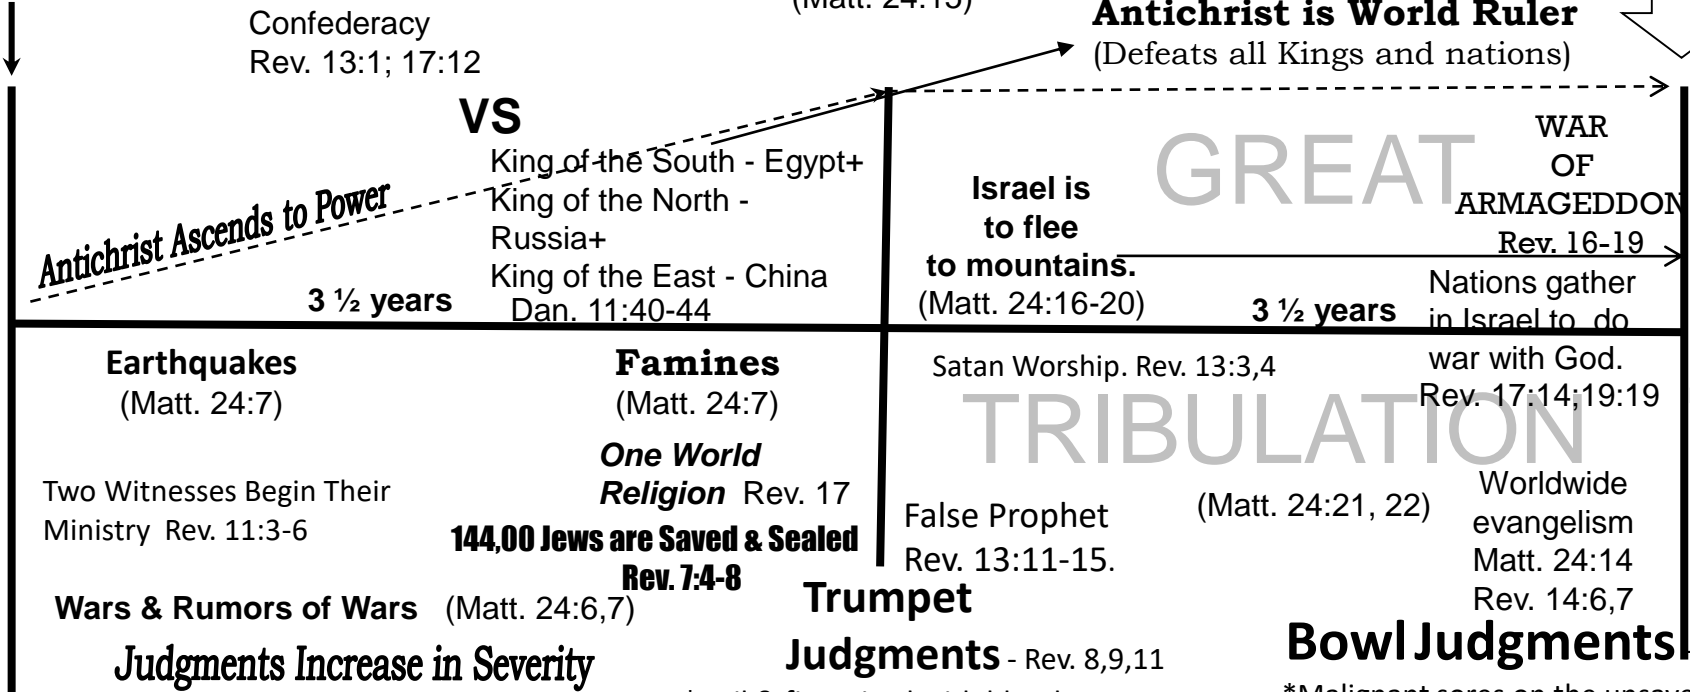 (Matt. 24:15)
Confederacy
Rev. 13:1; 17:12
Antichrist is World Ruler
(Defeats all Kings and nations)
VS
King of the South - Egypt+
King of the North -
Russia+
King of the East - China
Dan. 11:40-44
Antichrist Ascends to Power
3 ½ years
Israel is
to flee
to mountains.
(Matt. 24:16-20)
GREAT
WAR
OF
ARMAGEDDON
Rev. 16-19
Nations gather
in Israel to do
war with God.
Rev. 17:14;19:19
3 ½ years
Earthquakes
(Matt. 24:7)
Famines
(Matt. 24:7)
One World
Religion Rev. 17
Two Witnesses Begin Their
Ministry Rev. 11:3-6
144,00 Jews are Saved & Sealed
Rev. 7:4-8
Wars & Rumors of Wars (Matt. 24:6,7)
Judgments Increase in Severity
Satan Worship. Rev. 13:3,4
TRIBULATION
False Prophet
Rev. 13:11-15.
(Matt. 24:21, 22)
Worldwide
evangelism
Matt. 24:14
Rev. 14:6,7
Trumpet
Judgments - Rev. 8,9,11
Bowl Judgments
*Malignant sores on the